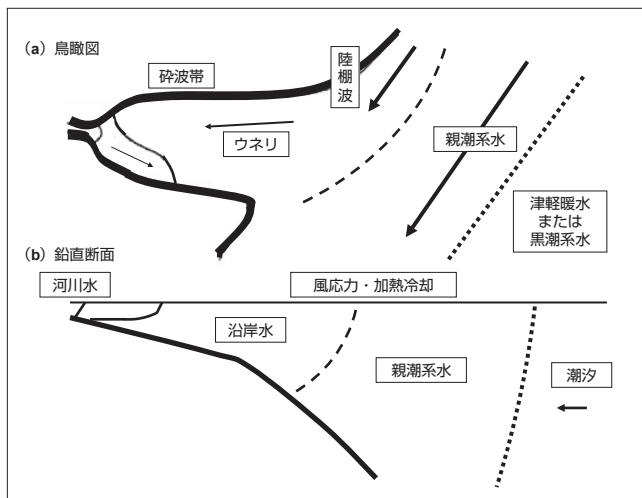 (a) 鳥瞰図
砕波帯
陸棚波
ウネリ
親潮系水
津軽暖水
または
黒潮系水
(b) 鉛直断面
河川水
風応力・加熱冷却
沿岸水
親潮系水
潮汐